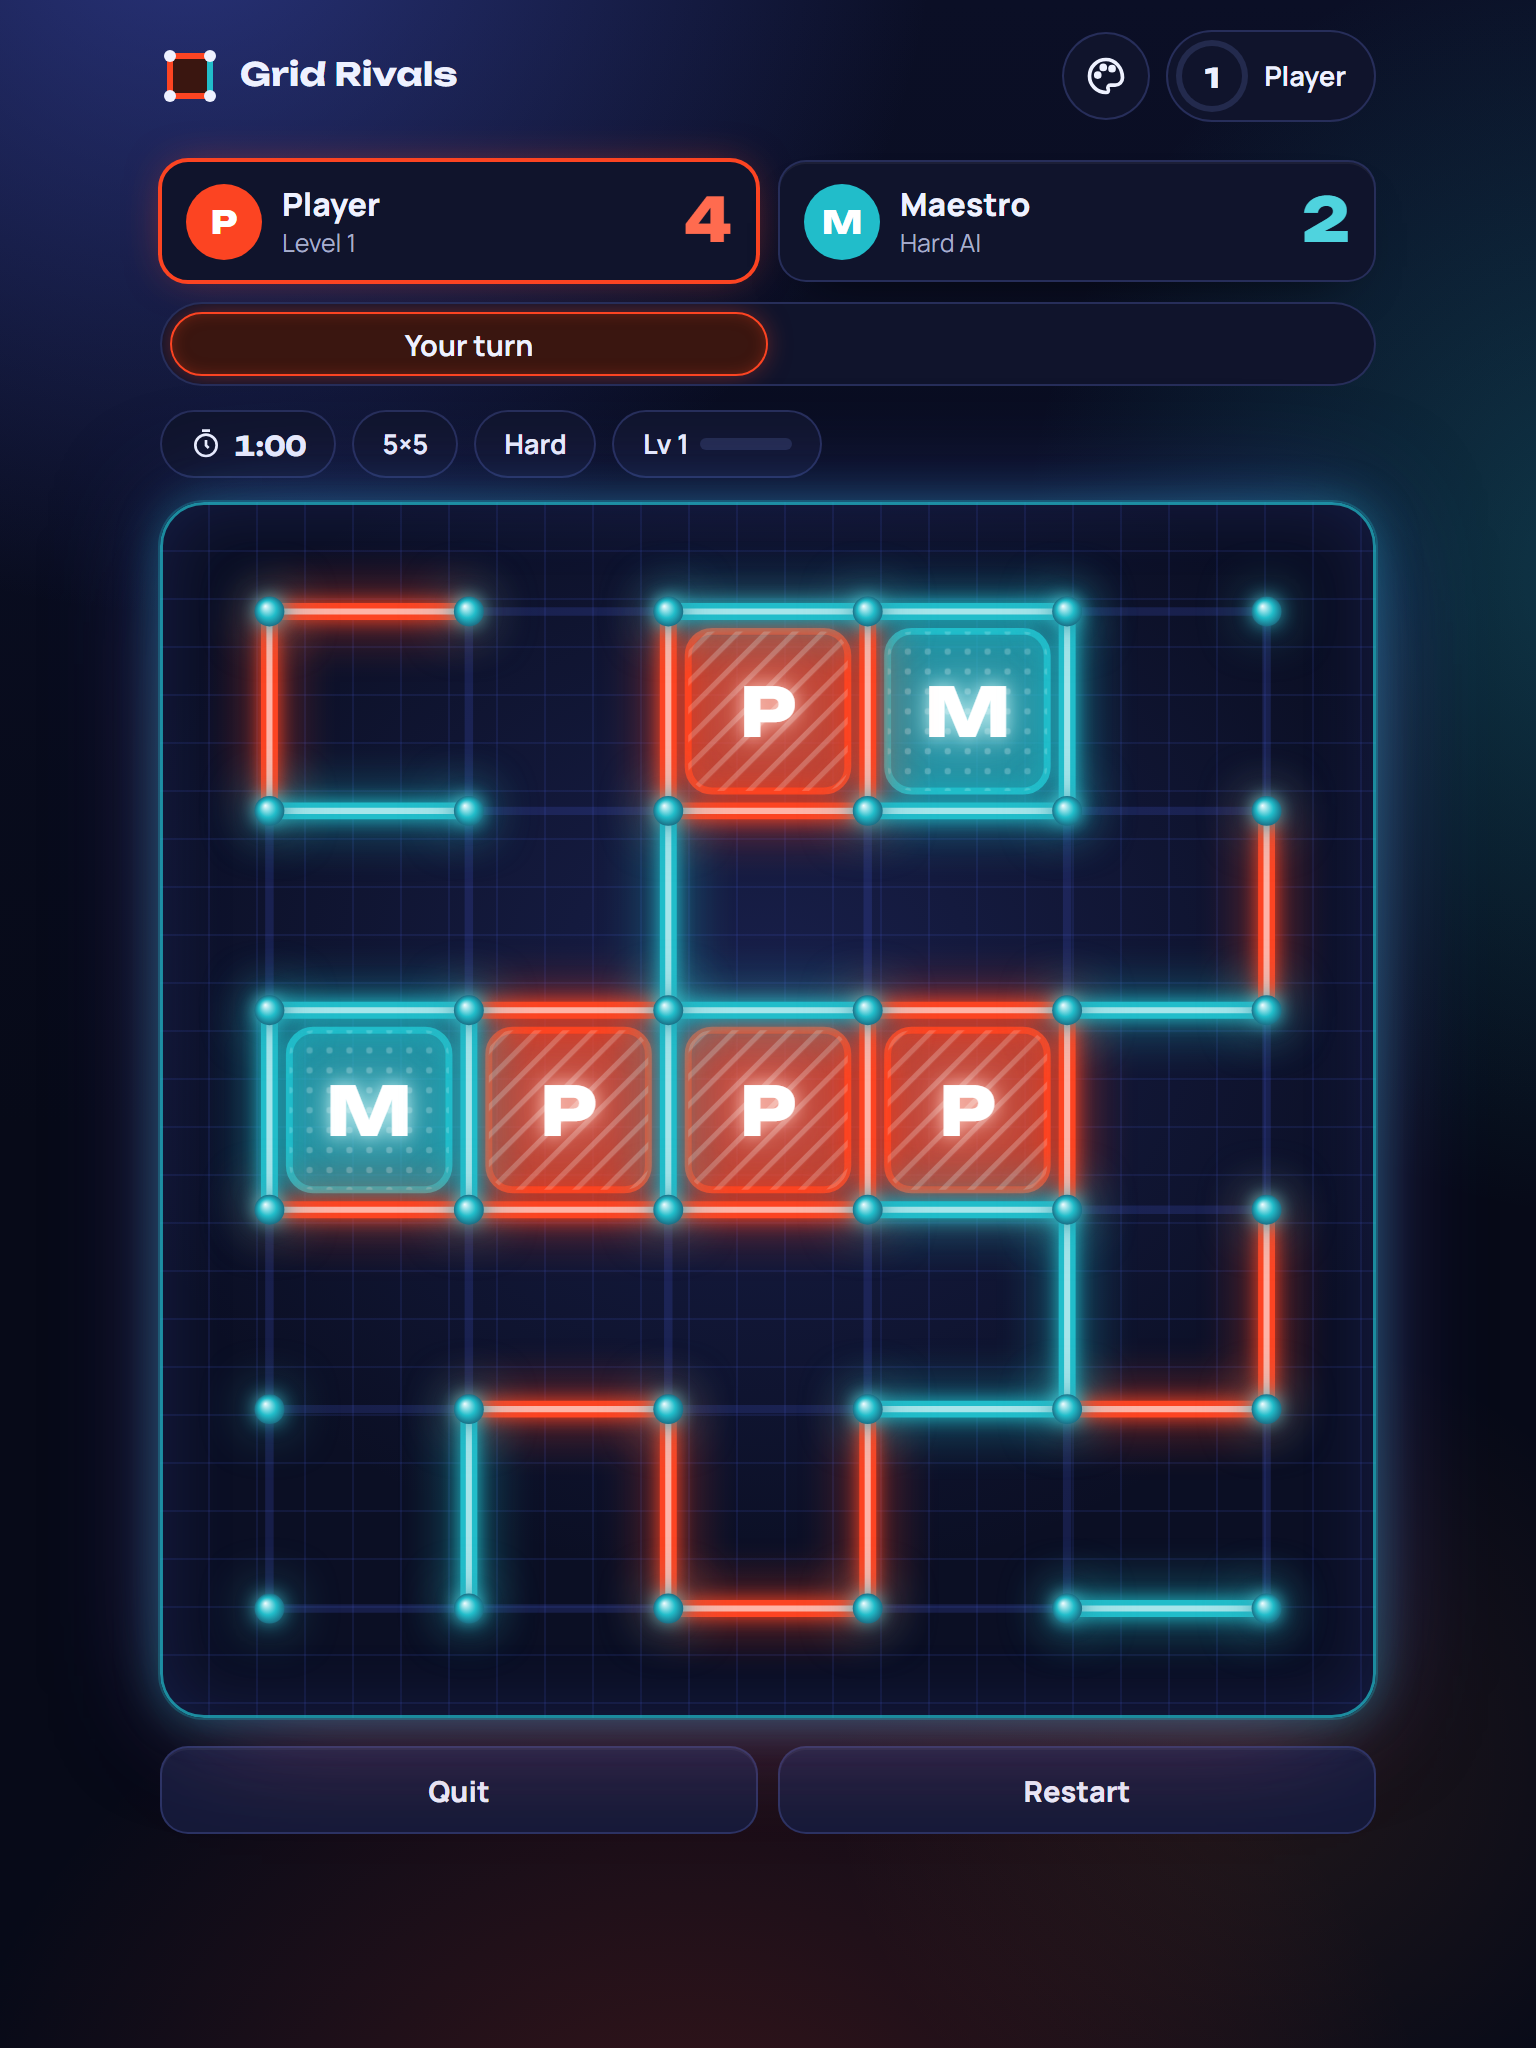 Grid Rivals
1 Player
P Player 4
Level 1
M Maestro 2
Hard AI
Your turn
1:00 5×5 Hard Lv 1
P M
M P P P
Quit Restart